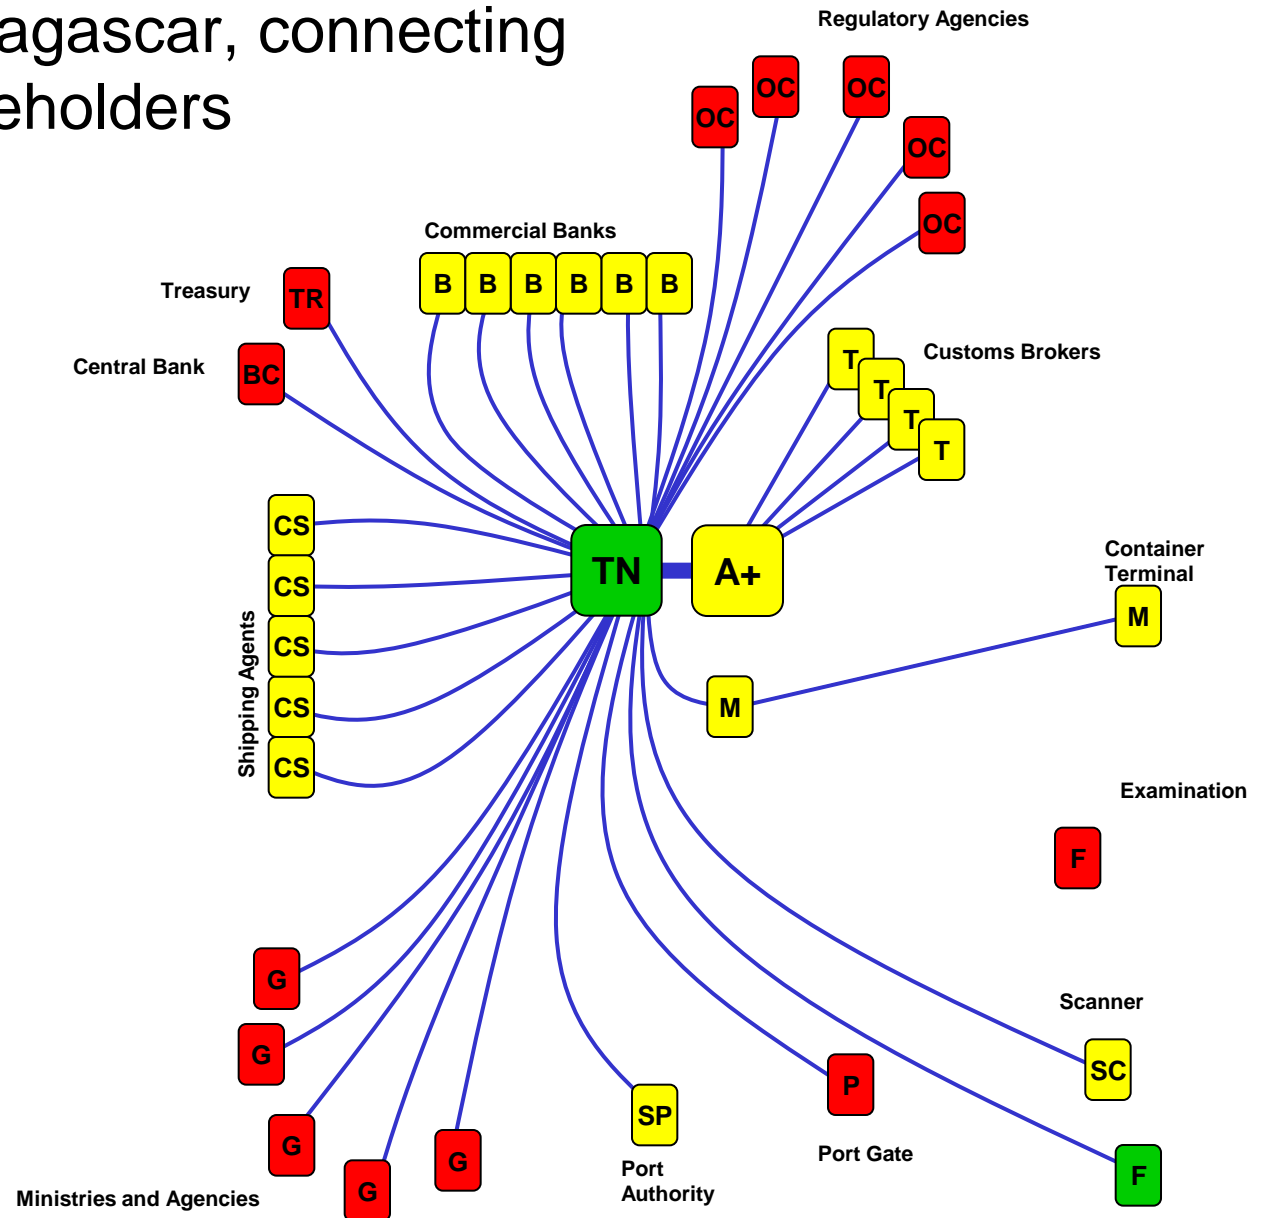 agascar, connecting
eholders
Regulatory Agencies
OC
OC
OC
OC
OC
Commercial Banks
B B B B B B
Treasury
TR
Central Bank
BC
Customs Brokers
T
T
T
T
Shipping Agents
CS
CS
CS
CS
CS
TN
A+
Container
Terminal
M
M
Examination
F
Scanner
SC
F
P
Port Gate
SP
Port
Authority
G
G
G
G
G
Ministries and Agencies